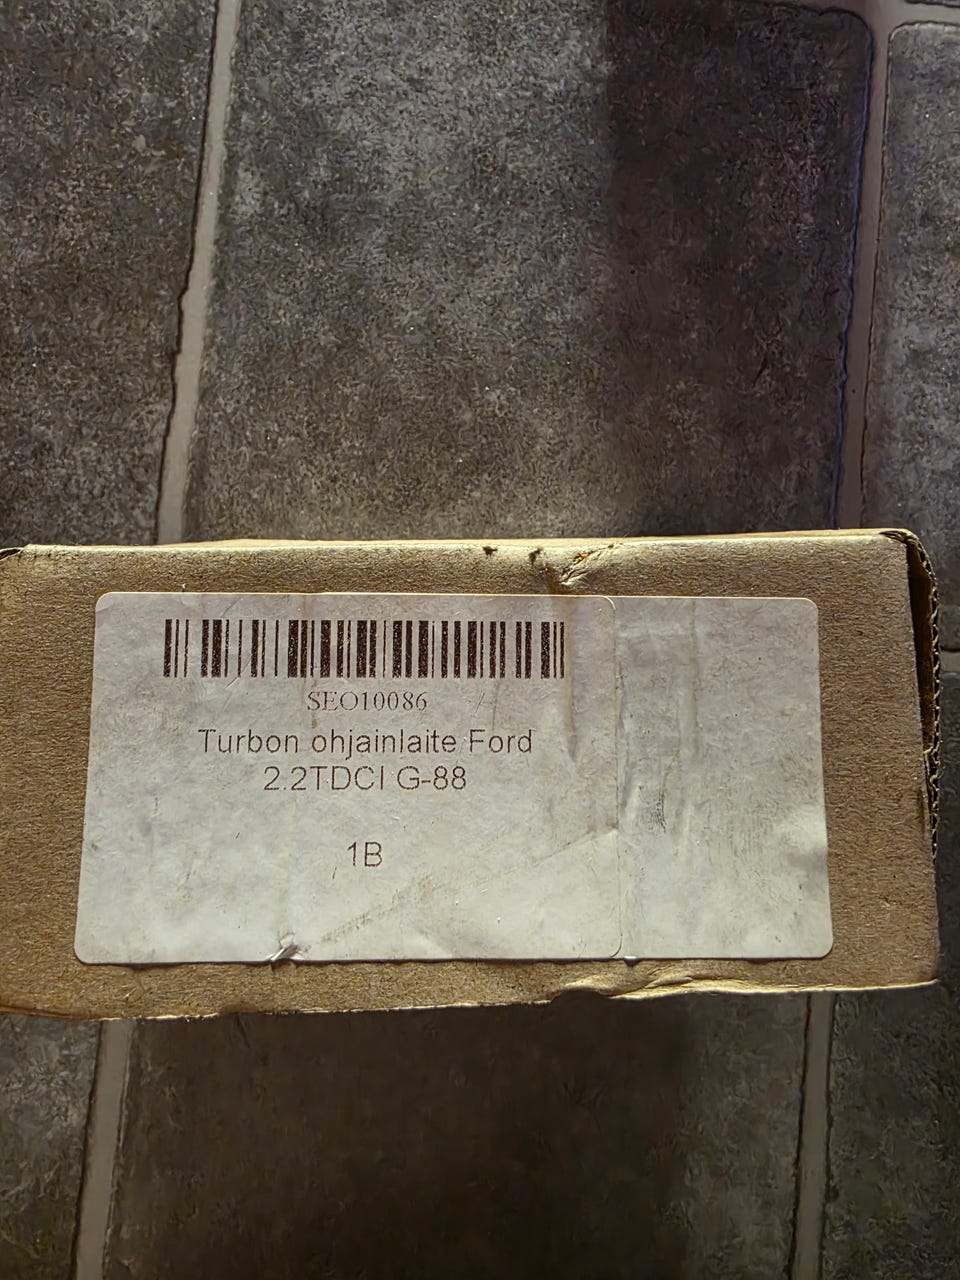 SEO10086
Turbon ohjainlaite Ford
2.2TDCI G-88
1B